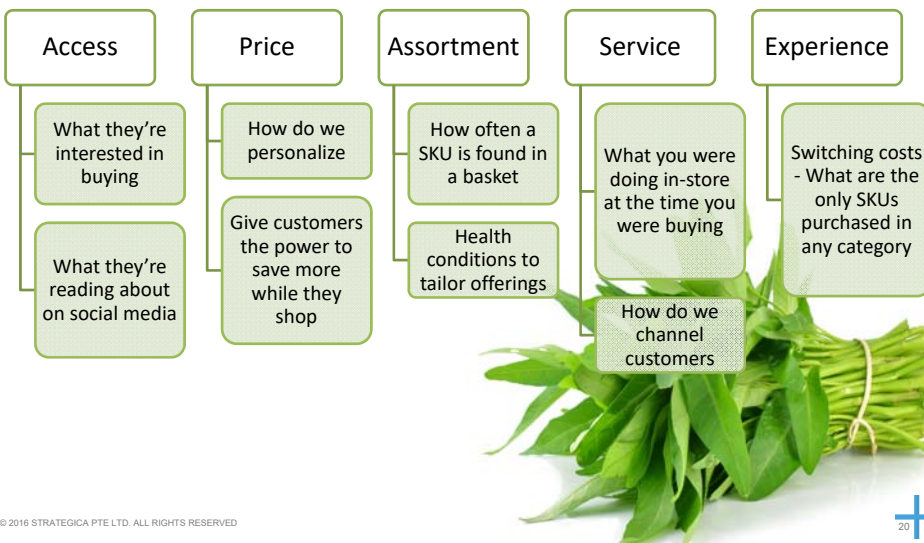 Access
What they’re
interested in
buying
What they’re
reading about
on social media
Price
How do we
personalize
Give customers
the power to
save more
while they
shop
Assortment
How often a
SKU is found in
a basket
Health
conditions to
tailor offerings
Service
What you were
doing in-store
at the time you
were buying
How do we
channel
customers
Experience
Switching costs
- What are the
only SKUs
purchased in
any category
© 2016 STRATEGICA PTE LTD. ALL RIGHTS RESERVED
20